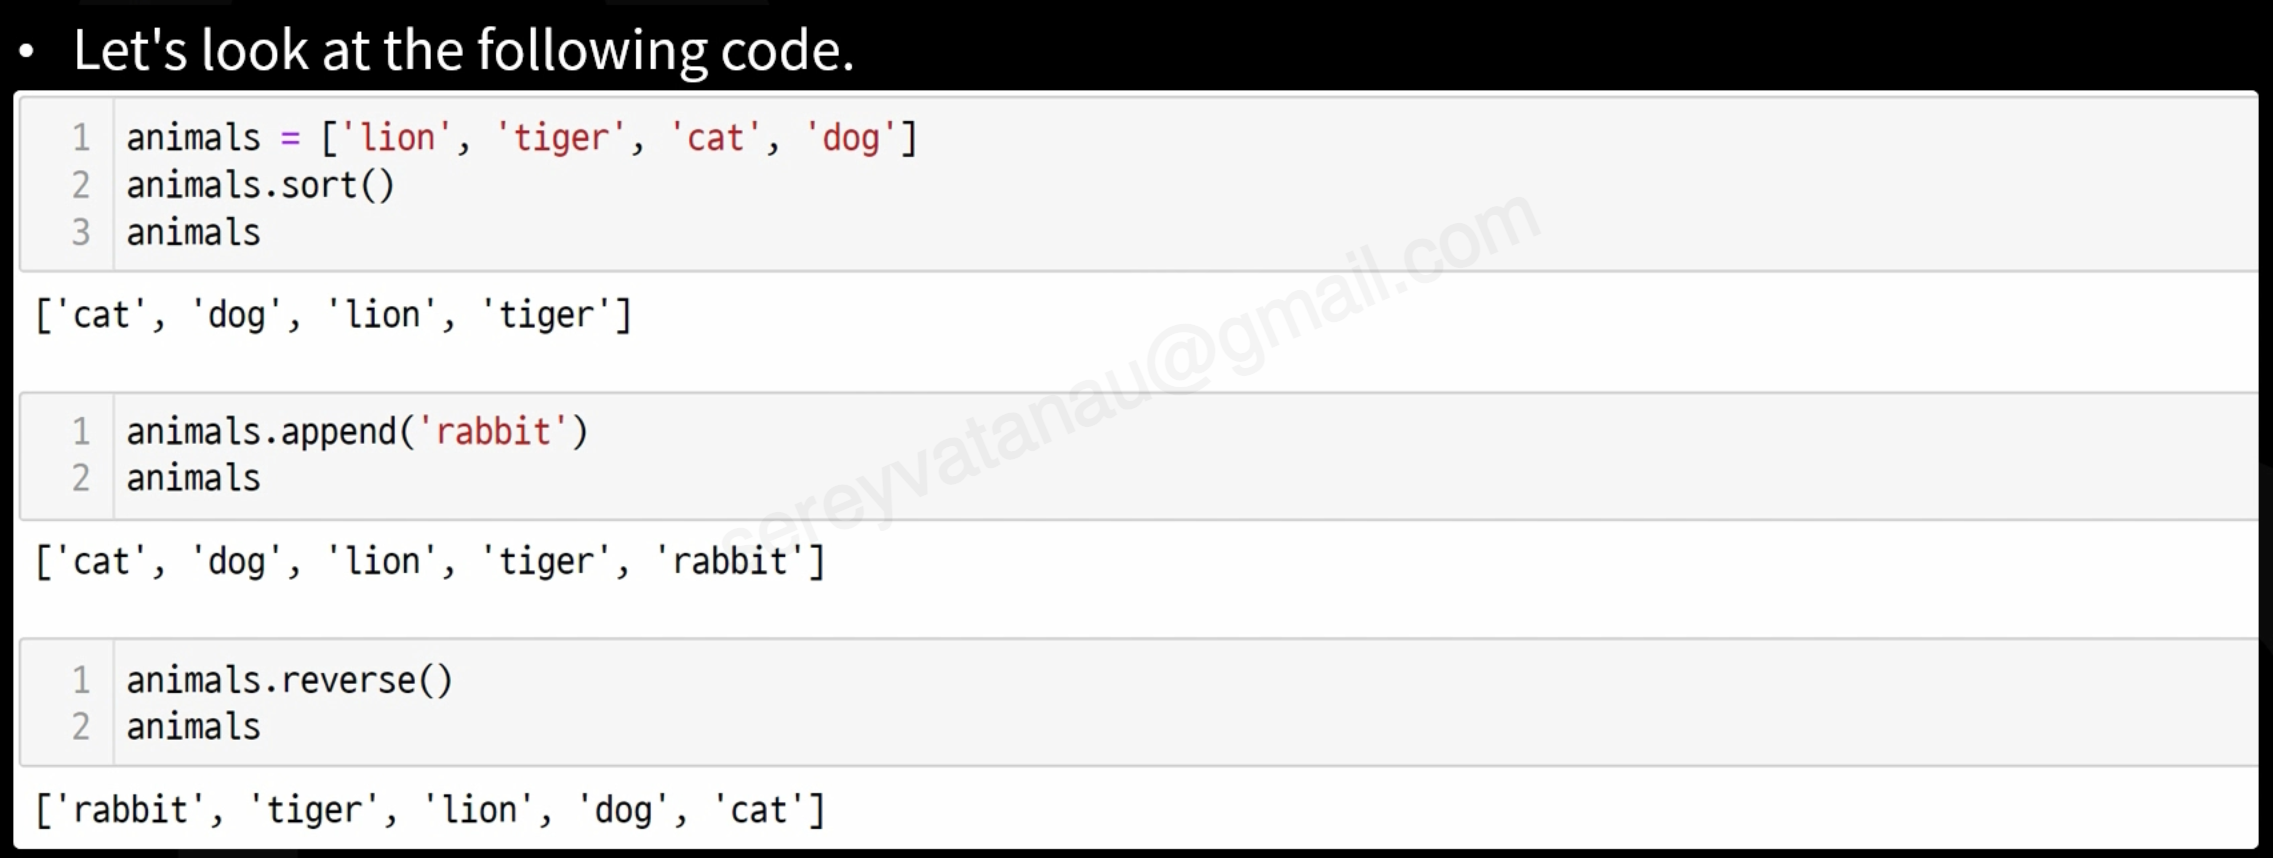 • Let's look at the following code.
1 animals = ['lion', 'tiger', 'cat', 'dog']
2 animals.sort()
3 animals
['cat', 'dog', 'lion', 'tiger']
1 animals.append('rabbit')
2 animals
['cat', 'dog', 'lion', 'tiger', 'rabbit']
1 animals.reverse()
2 animals
['rabbit', 'tiger', 'lion', 'dog', 'cat']
sereyvatanau@gmail.com